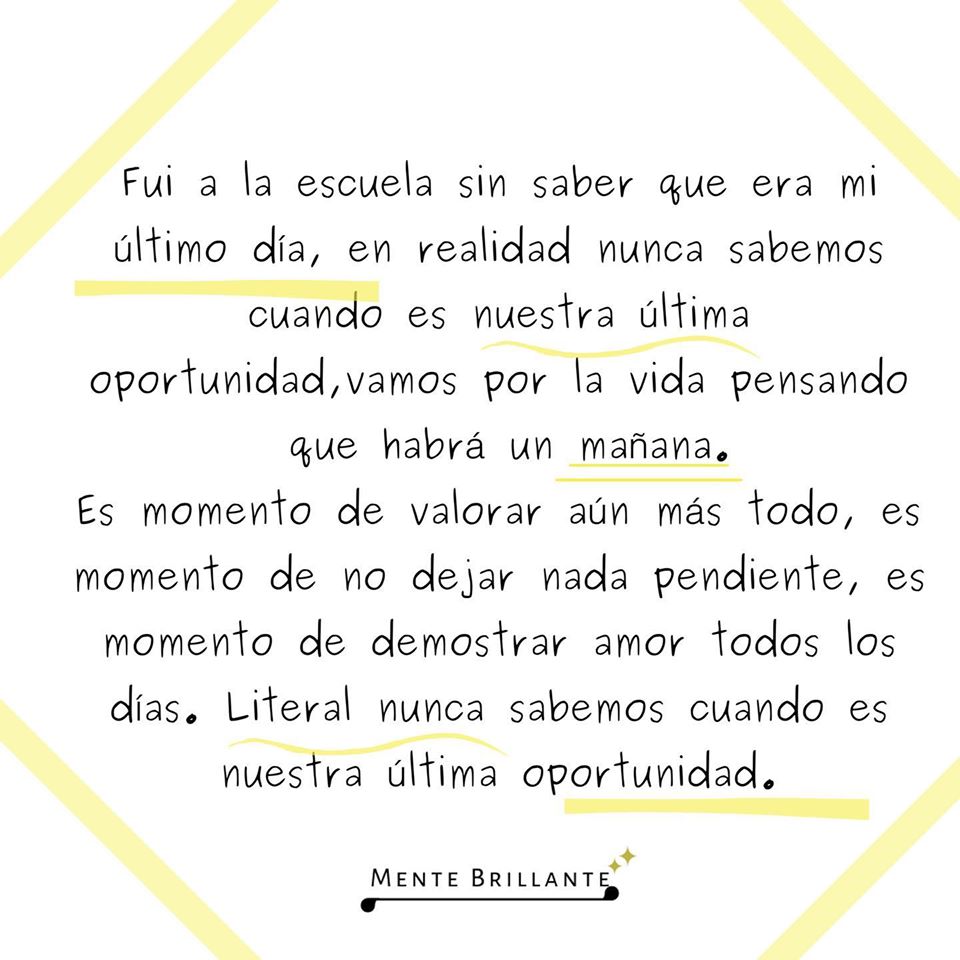 Fui a la escuela sin saber que era mi
último día, en realidad nunca sabemos
cuando es nuestra última
oportunidad,vamos por la vida pensando
que habrá un mañana.
Es momento de valorar aún más todo, es
momento de no dejar nada pendiente, es
momento de demostrar amor todos los
días. Literal nunca sabemos cuando es
nuestra última oportunidad.
MENTE BRILLANTE